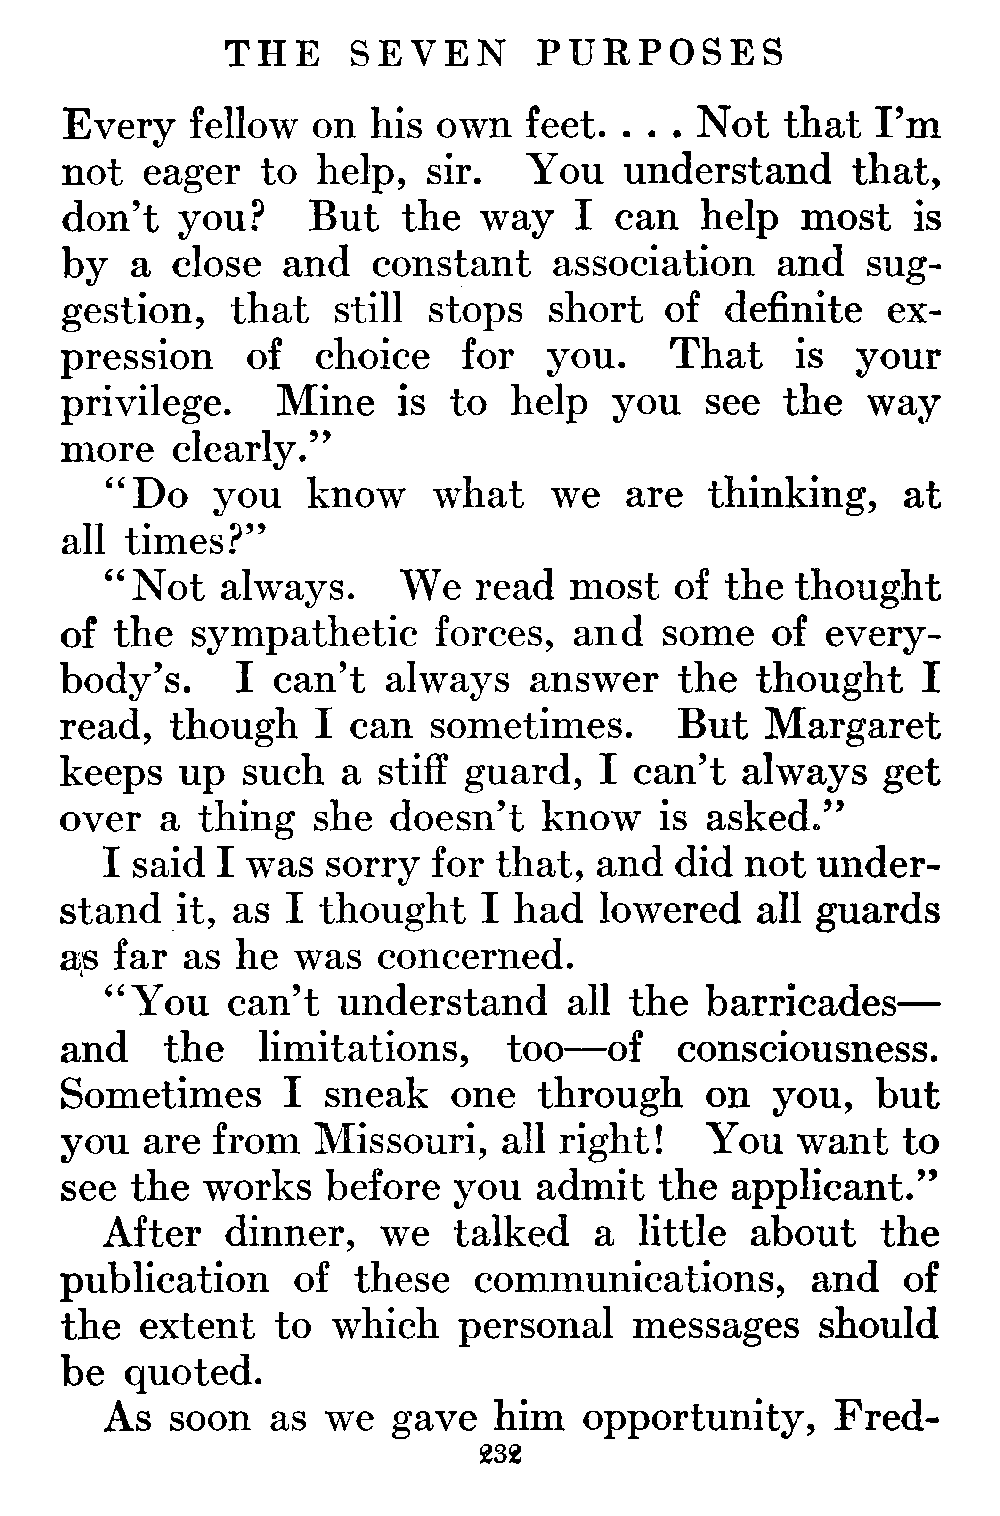 THE SEVEN PURPOSES
Every fellow on his own feet. . . . Not that I'm
not eager to help, sir. You understand that,
don't you? But the way I can help most is
by a close and constant association and sug-
gestion, that still stops short of definite ex-
pression of choice for you. That is your
privilege. Mine is to help you see the way
more clearly."
"Do you know what we are thinking, at
all times?"
"Not always. We read most of the thought
of the sympathetic forces, and some of every-
body's. I can't always answer the thought I
read, though I can sometimes. But Margaret
keeps up such a stiff guard, I can't always get
over a thing she doesn't know is asked."
I said I was sorry for that, and did not under-
stand it, as I thought I had lowered all guards
as far as he was concerned.
"You can't understand all the barricades—
and the limitations, too—of consciousness.
Sometimes I sneak one through on you, but
you are from Missouri, all right! You want to
see the works before you admit the applicant."
After dinner, we talked a little about the
publication of these communications, and of
the extent to which personal messages should
be quoted.
As soon as we gave him opportunity, Fred-
232